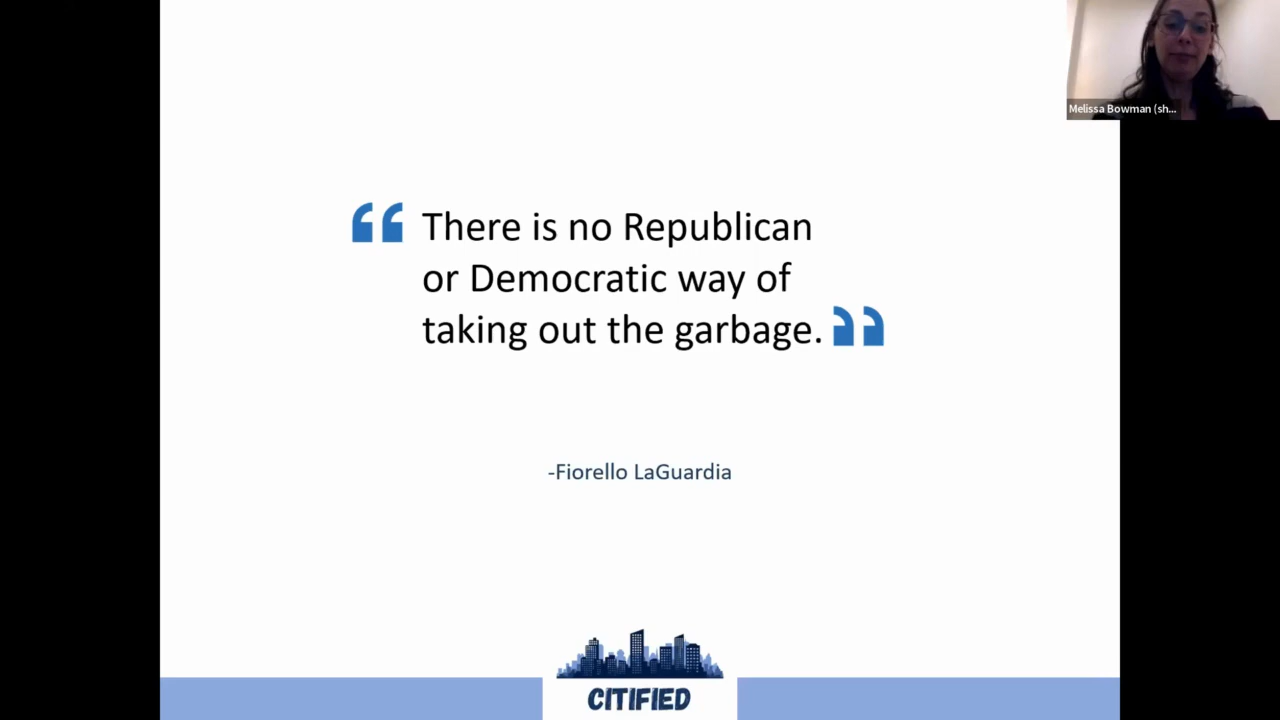 Melissa Bowman (sh...
“There is no Republican
or Democratic way of
taking out the garbage.”
-Fiorello LaGuardia
CITIFIED